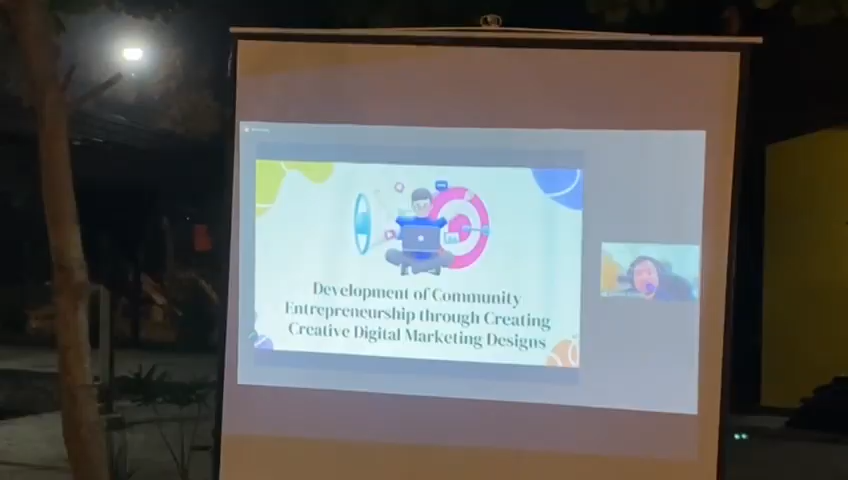 Development of Community
Entrepreneurship through Creating
Creative Digital Marketing Designs